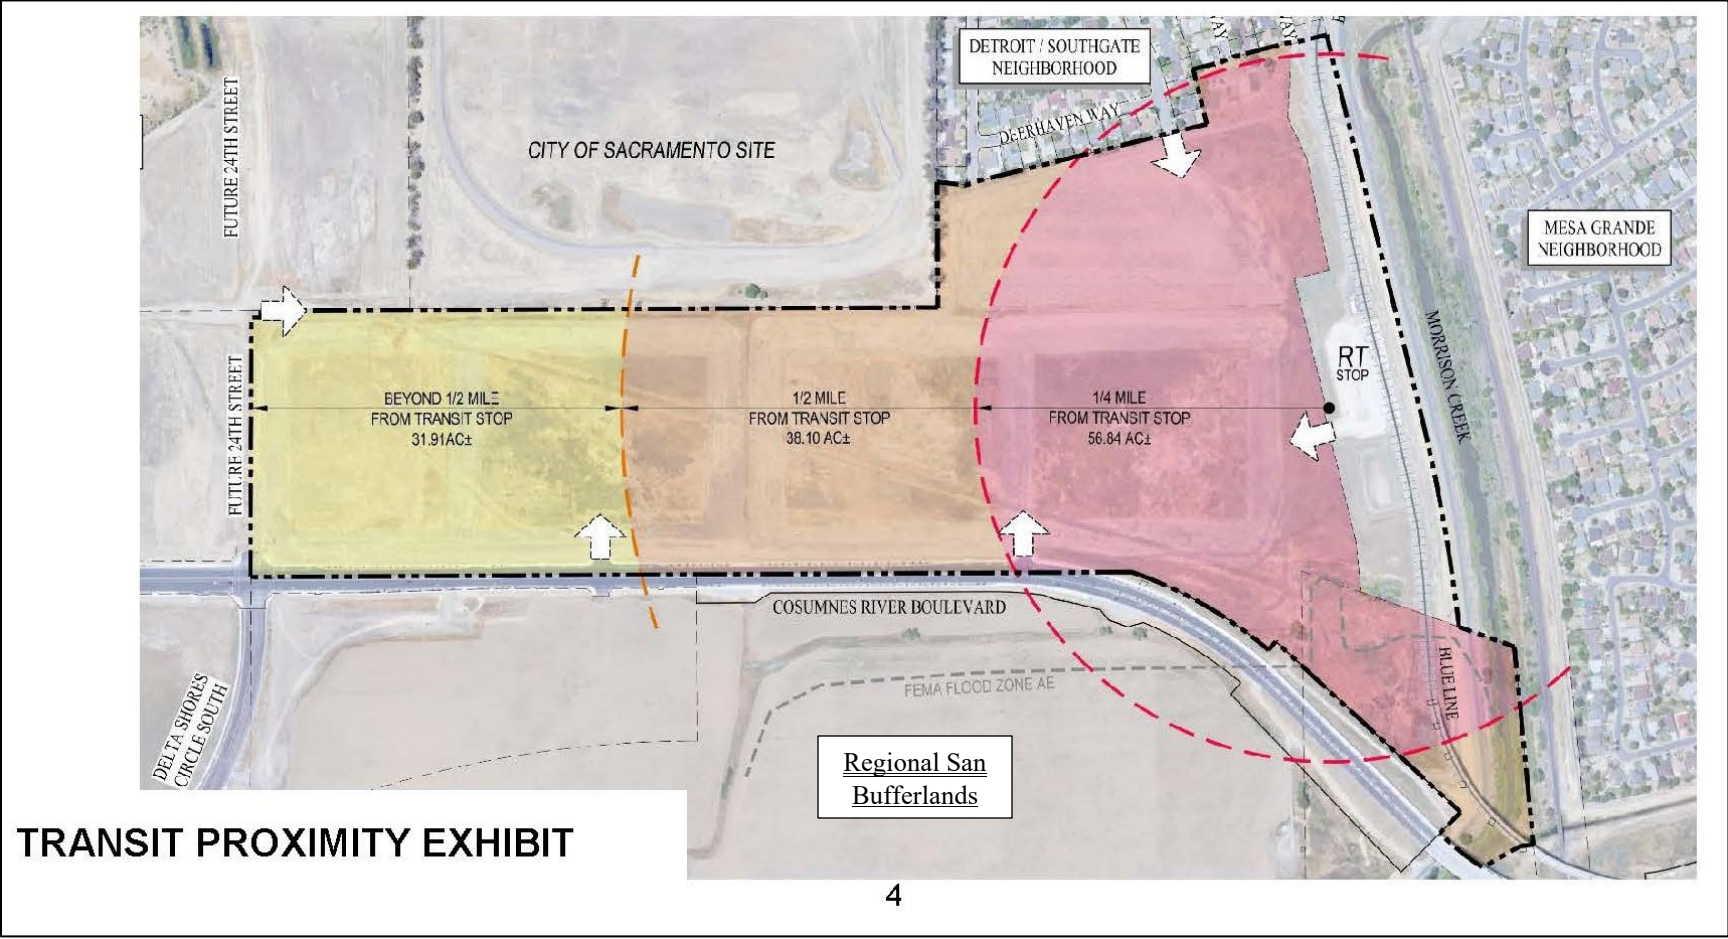 DETROIT / SOUTHGATE
NEIGHBORHOOD
WAY
WAY
DEERHAVEN WAY
FUTURE 24TH STREET
CITY OF SACRAMENTO SITE
MESA GRANDE
NEIGHBORHOOD
MORRISON CREEK
RT
STOP
FUTURE 24TH STREET
BEYOND 1/2 MILE
FROM TRANSIT STOP
31.91AC±
1/2 MILE
FROM TRANSIT STOP
38.10 AC±
1/4 MILE
FROM TRANSIT STOP
56.84 AC±
COSUMNES RIVER BOULEVARD
BLUE LINE
FEMA FLOOD ZONE AE
DELTA SHORES
CIRCLE SOUTH
Regional San
Bufferlands
TRANSIT PROXIMITY EXHIBIT
4